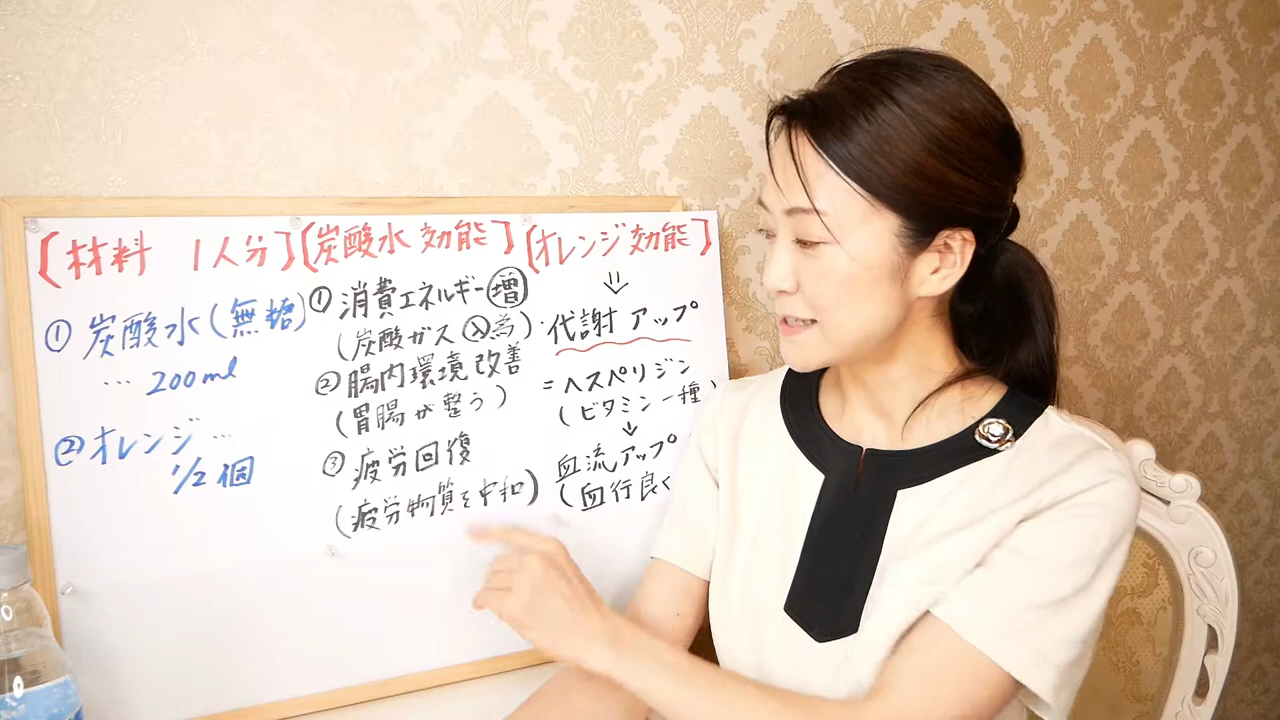 【材料 1人分】
① 炭酸水(無糖)
… 200ml
② オレンジ…
1/2個
【炭酸水 効能】
① 消費エネルギー増
(炭酸ガス入為)
② 腸内環境改善
(胃腸が整う)
③ 疲労回復
(疲労物質を中和)
【オレンジ効能】
代謝アップ
=ヘスペリジン
(ビタミン一種)
↓
血流アップ
(血行良く